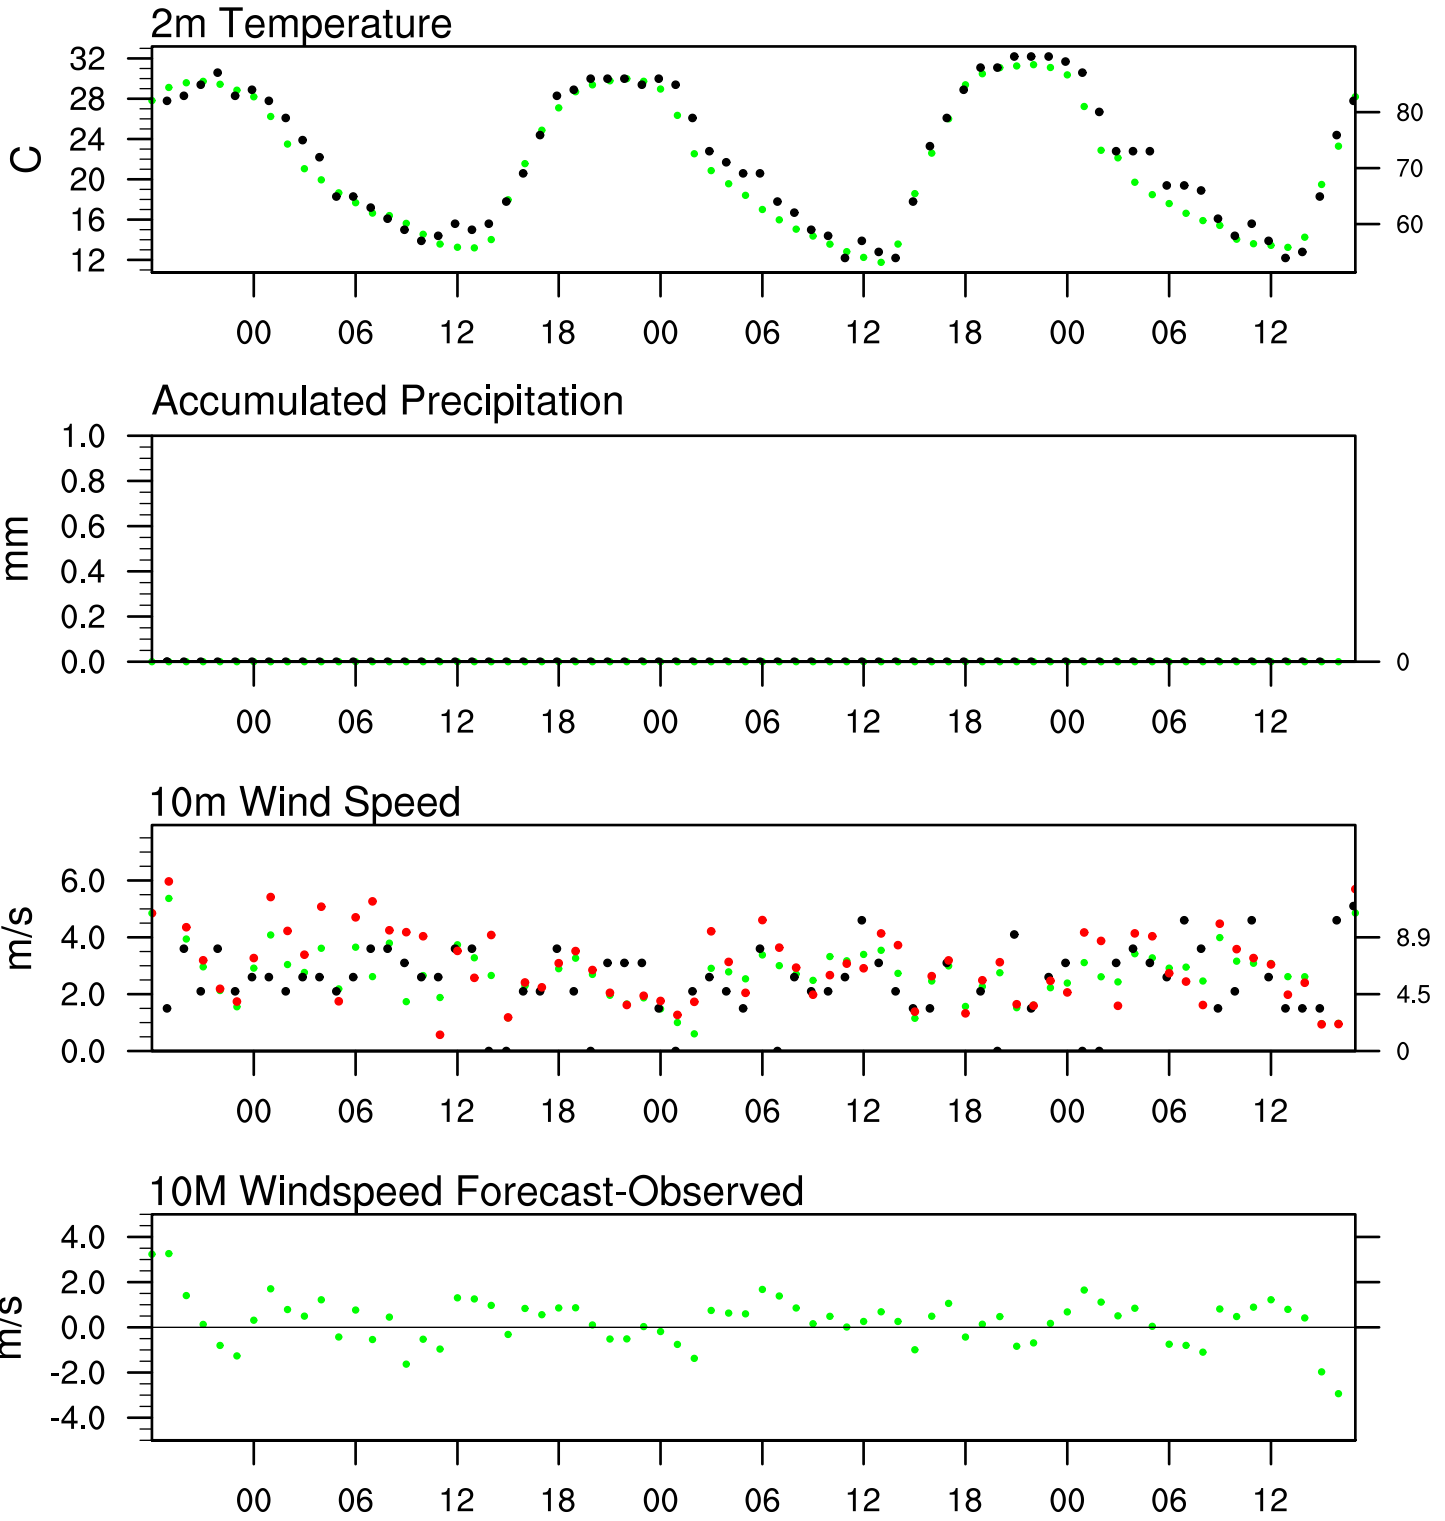 2m Temperature
32
28
24
20
16
12
C
80
70
60
00 06 12 18 00 06 12 18 00 06 12
Accumulated Precipitation
1.0
0.8
0.6
0.4
0.2
0.0
mm
0
00 06 12 18 00 06 12 18 00 06 12
10m Wind Speed
6.0
4.0
2.0
0.0
m/s
8.9
4.5
0
00 06 12 18 00 06 12 18 00 06 12
10M Windspeed Forecast-Observed
4.0
2.0
0.0
-2.0
-4.0
m/s
00 06 12 18 00 06 12 18 00 06 12